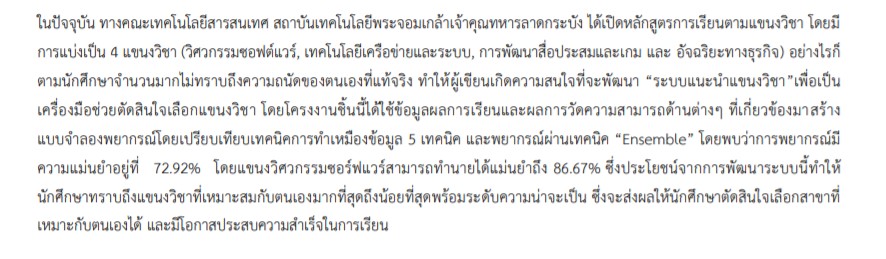 ในปัจจุบัน ทางคณะเทคโนโลยีสารสนเทศ สถาบันเทคโนโลยีพระจอมเกล้าเจ้าคุณทหารลาดกระบัง ได้เปิดหลักสูตรการเรียนตามแขนงวิชา โดยมี
การแบ่งเป็น 4 แขนงวิชา (วิศวกรรมซอฟต์แวร์, เทคโนโลยีเครือข่ายและระบบ, การพัฒนาสื่อประสมและเกม และ อัจฉริยะทางธุรกิจ) อย่างไรก็
ตามนักศึกษาจำนวนมากไม่ทราบถึงความถนัดของตนเองที่แท้จริง ทำให้ผู้เขียนเกิดความสนใจที่จะพัฒนา “ระบบแนะนำแขนงวิชา”เพื่อเป็น
เครื่องมือช่วยตัดสินใจเลือกแขนงวิชา โดยโครงงานชิ้นนี้ได้ใช้ข้อมูลผลการเรียนและผลการวัดความสามารถด้านต่างๆ ที่เกี่ยวข้องมาสร้าง
แบบจำลองพยากรณ์โดยเปรียบเทียบเทคนิคการทำเหมืองข้อมูล 5 เทคนิค และพยากรณ์ผ่านเทคนิค “Ensemble” โดยพบว่าการพยากรณ์มี
ความแม่นยำอยู่ที่ 72.92% โดยแขนงวิศวกรรมซอร์ฟแวร์สามารถทำนายได้แม่นยำถึง 86.67% ซึ่งประโยชน์จากการพัฒนาระบบนี้ทำให้
นักศึกษาทราบถึงแขนงวิชาที่เหมาะสมกับตนเองมากที่สุดถึงน้อยที่สุดพร้อมระดับความน่าจะเป็น ซึ่งจะส่งผลให้นักศึกษาตัดสินใจเลือกสาขาที่
เหมาะกับตนเองได้ และมีโอกาสประสบความสำเร็จในการเรียน